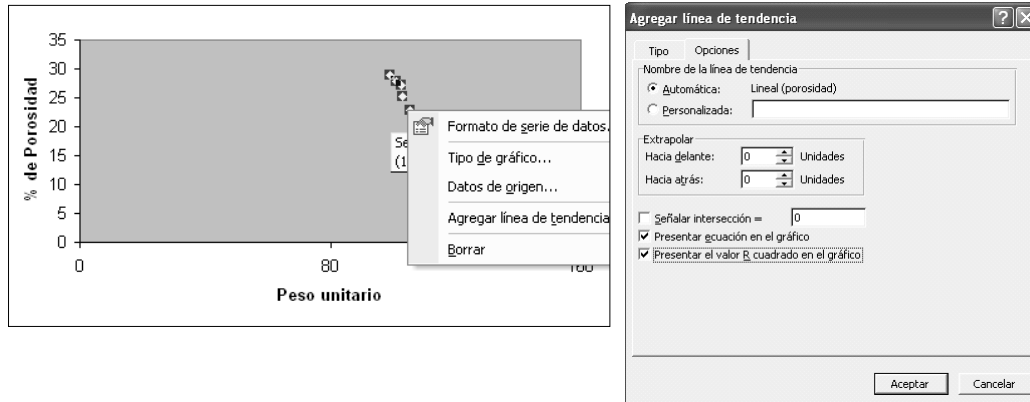 35
30
25
20
15
10
5
0
% de Porosidad
0
80
160
Peso unitario
Se
(1
Formato de serie de datos.
Tipo de gráfico...
Datos de origen...
Agregar línea de tendencia
Borrar
Agregar línea de tendencia
Tipo Opciones
Nombre de la línea de tendencia
Automática: Lineal (porosidad)
Personalizada:
Extrapolar
Hacia delante: 0 Unidades
Hacia atrás: 0 Unidades
Señalar intersección = 0
Presentar ecuación en el gráfico
Presentar el valor R cuadrado en el gráfico
Aceptar Cancelar